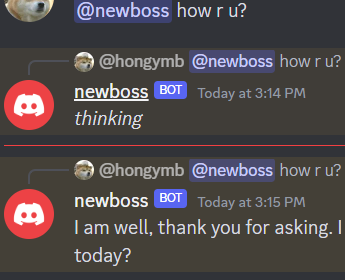 @newboss how r u?
@hongymb @newboss how r u?
newboss BOT Today at 3:14 PM
thinking
@hongymb @newboss how r u?
newboss BOT Today at 3:15 PM
I am well, thank you for asking. I
today?